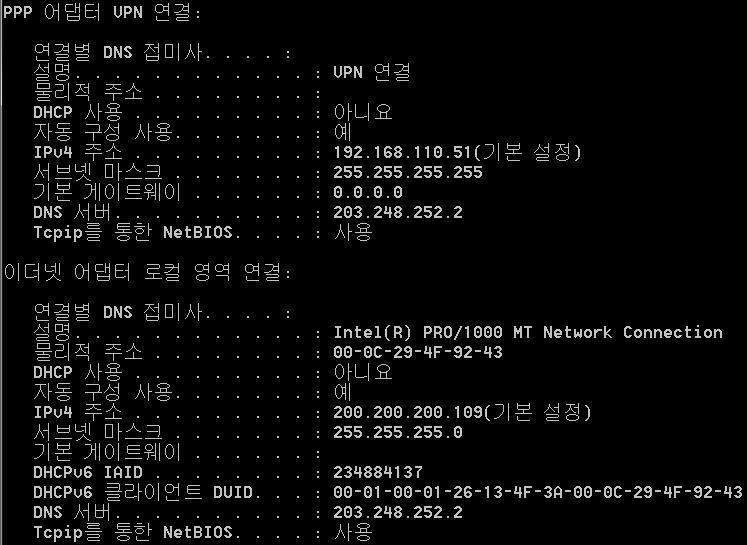 PPP 어댑터 VPN 연결:
연결별 DNS 접미사. . . . :
설명. . . . . . . . . . . . : VPN 연결
물리적 주소 . . . . . . . . :
DHCP 사용 . . . . . . . . . : 아니요
자동 구성 사용. . . . . . . : 예
IPv4 주소 . . . . . . . . . : 192.168.110.51(기본 설정)
서브넷 마스크 . . . . . . . : 255.255.255.255
기본 게이트웨이 . . . . . . : 0.0.0.0
DNS 서버. . . . . . . . . . : 203.248.252.2
Tcpip를 통한 NetBIOS. . . . : 사용
이더넷 어댑터 로컬 영역 연결:
연결별 DNS 접미사. . . . :
설명. . . . . . . . . . . . : Intel(R) PRO/1000 MT Network Connection
물리적 주소 . . . . . . . . : 00-0C-29-4F-92-43
DHCP 사용 . . . . . . . . . : 아니요
자동 구성 사용. . . . . . . : 예
IPv4 주소 . . . . . . . . . : 200.200.200.109(기본 설정)
서브넷 마스크 . . . . . . . : 255.255.255.0
기본 게이트웨이 . . . . . . :
DHCPv6 IAID . . . . . . . . : 234884137
DHCPv6 클라이언트 DUID. . . : 00-01-00-01-26-13-4F-3A-00-0C-29-4F-92-43
DNS 서버. . . . . . . . . . : 203.248.252.2
Tcpip를 통한 NetBIOS. . . . : 사용